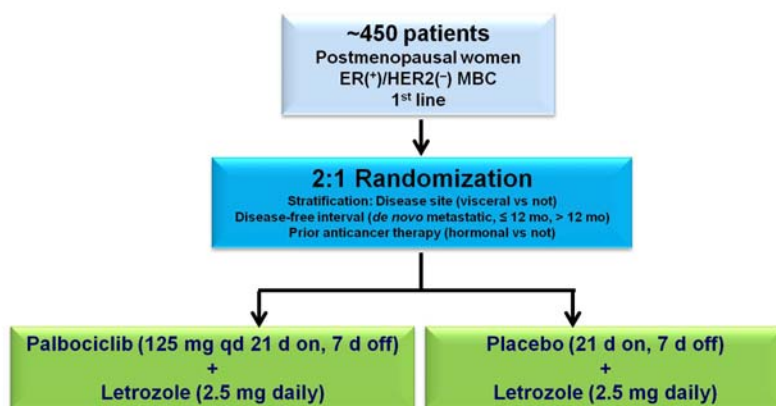 ~450 patients
Postmenopausal women
ER(+)/HER2(−) MBC
1st line
2:1 Randomization
Stratification: Disease site (visceral vs not)
Disease-free interval (de novo metastatic, ≤ 12 mo, > 12 mo)
Prior anticancer therapy (hormonal vs not)
Palbociclib (125 mg qd 21 d on, 7 d off)
+
Letrozole (2.5 mg daily)
Placebo (21 d on, 7 d off)
+
Letrozole (2.5 mg daily)